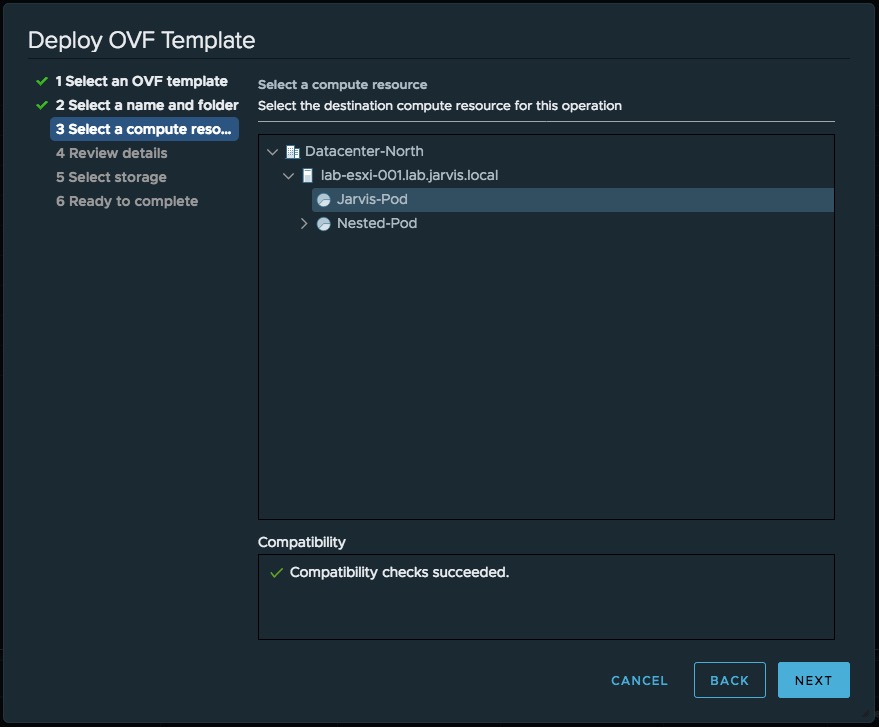 Deploy OVF Template
1 Select an OVF template
2 Select a name and folder
3 Select a compute reso...
4 Review details
5 Select storage
6 Ready to complete
Select a compute resource
Select the destination compute resource for this operation
Datacenter-North
lab-esxi-001.lab.jarvis.local
Jarvis-Pod
Nested-Pod
Compatibility
Compatibility checks succeeded.
CANCEL
BACK
NEXT